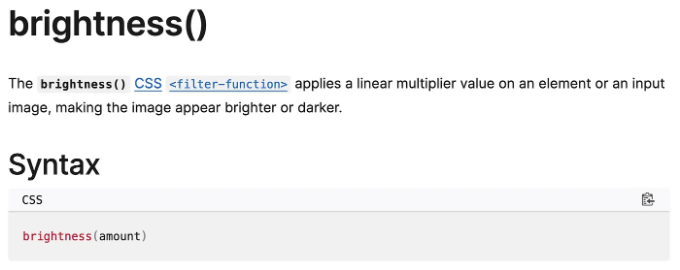 brightness()
The brightness() CSS <filter-function> applies a linear multiplier value on an element or an input
image, making the image appear brighter or darker.
Syntax
CSS
brightness(amount)